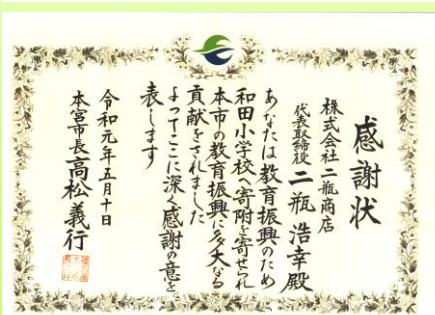 感謝状
株式会社二瓶商店
代表取締役 二瓶浩幸殿
あなたは教育振興のため
和田小学校へ寄附を寄せられ
本市の教育振興に多大なる
貢献をされました
よってここに深く感謝の意を
表します
令和元年五月十日
本宮市長 高松義行